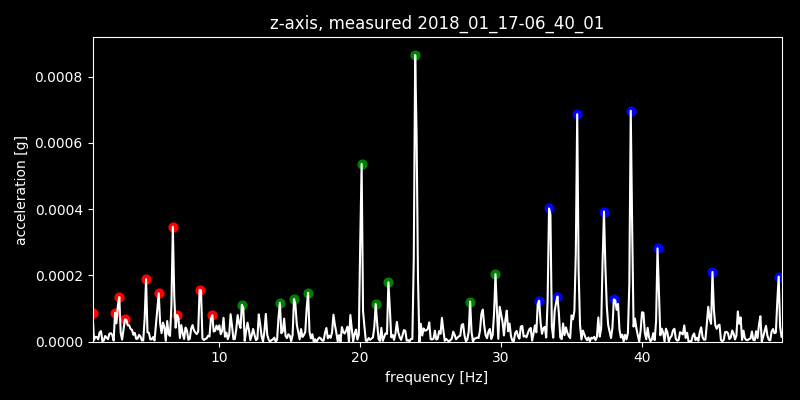 z-axis, measured 2018_01_17-06_40_01
acceleration [g]
0.0008
0.0006
0.0004
0.0002
0.0000
10 20 30 40
frequency [Hz]